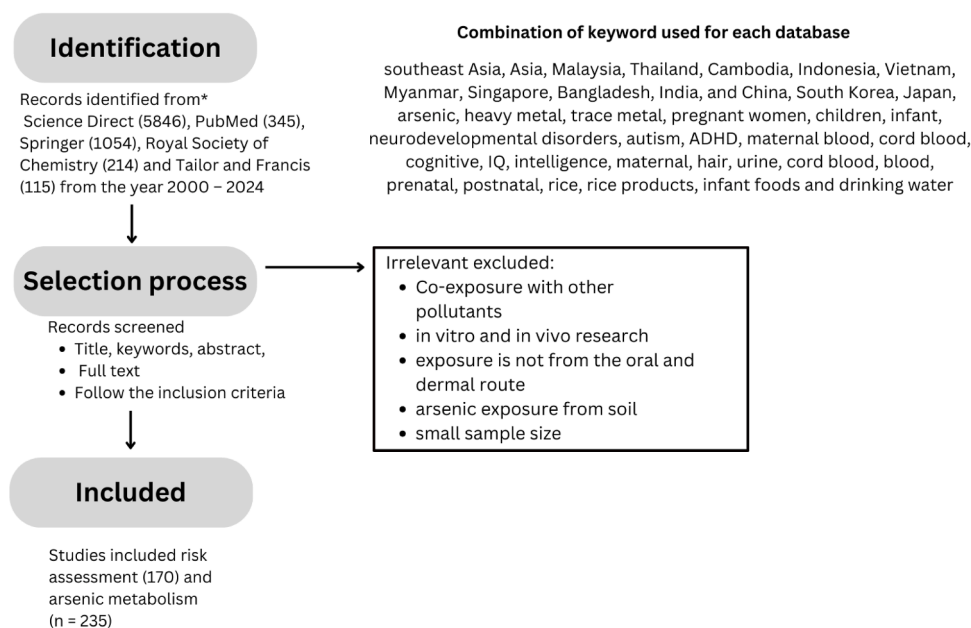 Identification
Records identified from*
Science Direct (5846), PubMed (345),
Springer (1054), Royal Society of
Chemistry (214) and Tailor and Francis
(115) from the year 2000 – 2024
Combination of keyword used for each database
southeast Asia, Asia, Malaysia, Thailand, Cambodia, Indonesia, Vietnam,
Myanmar, Singapore, Bangladesh, India, and China, South Korea, Japan,
arsenic, heavy metal, trace metal, pregnant women, children, infant,
neurodevelopmental disorders, autism, ADHD, maternal blood, cord blood,
cognitive, IQ, intelligence, maternal, hair, urine, cord blood, blood,
prenatal, postnatal, rice, rice products, infant foods and drinking water
Selection process
Records screened
• Title, keywords, abstract,
• Full text
• Follow the inclusion criteria
Irrelevant excluded:
• Co-exposure with other
pollutants
• in vitro and in vivo research
• exposure is not from the oral and
dermal route
• arsenic exposure from soil
• small sample size
Included
Studies included risk
assessment (170) and
arsenic metabolism
(n = 235)